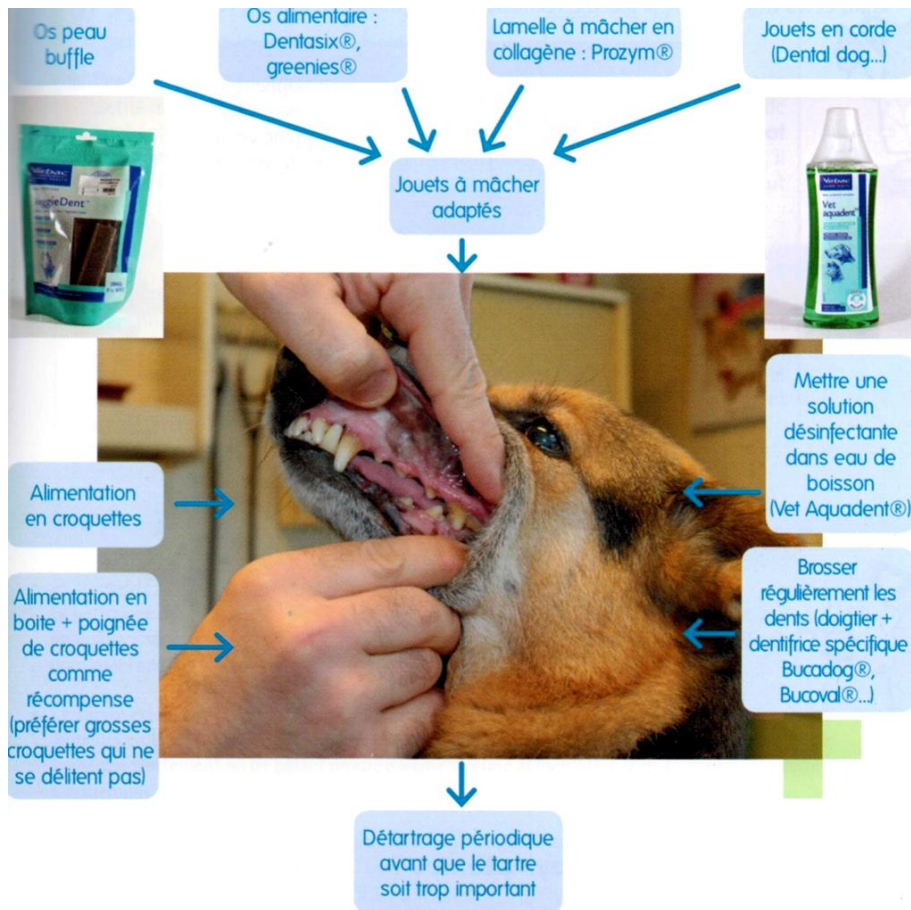 Os peau
buffle
Os alimentaire :
Dentasix®,
greenies®
Lamelle à mâcher en
collagène : Prozym®
Jouets en corde
(Dental dog...)
Jouets à mâcher
adaptés
Virbac
VeggieDent™
Virbac
Vet
aquadent™
Alimentation
en croquettes
Alimentation en
boite + poignée
de croquettes
comme
récompense
(préférer grosses
croquettes qui ne
se délitent pas)
Mettre une
solution
désinfectante
dans eau de
boisson
(Vet Aquadent®)
Brosser
régulièrement les
dents (doigtier +
dentifrice spécifique
Bucadog®,
Bucoval®...)
Détartrage périodique
avant que le tartre
soit trop important